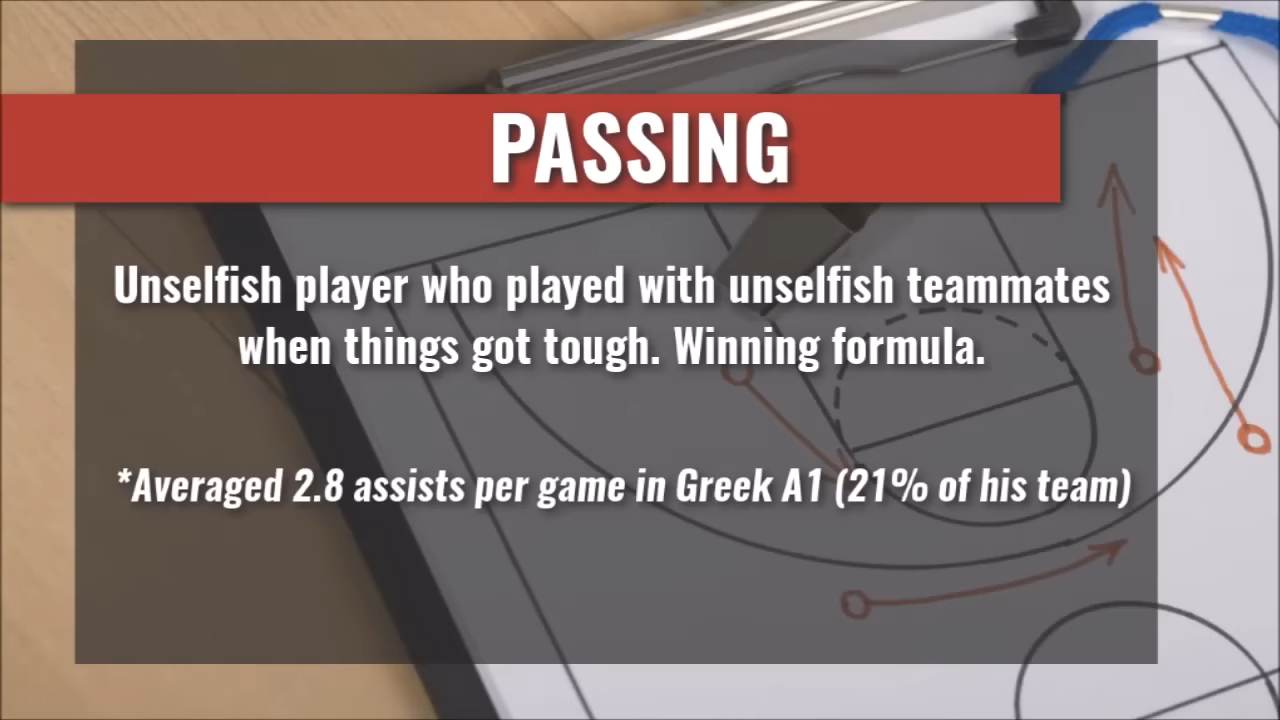 PASSING
Unselfish player who played with unselfish teammates
when things got tough. Winning formula.
*Averaged 2.8 assists per game in Greek A1 (21% of his team)